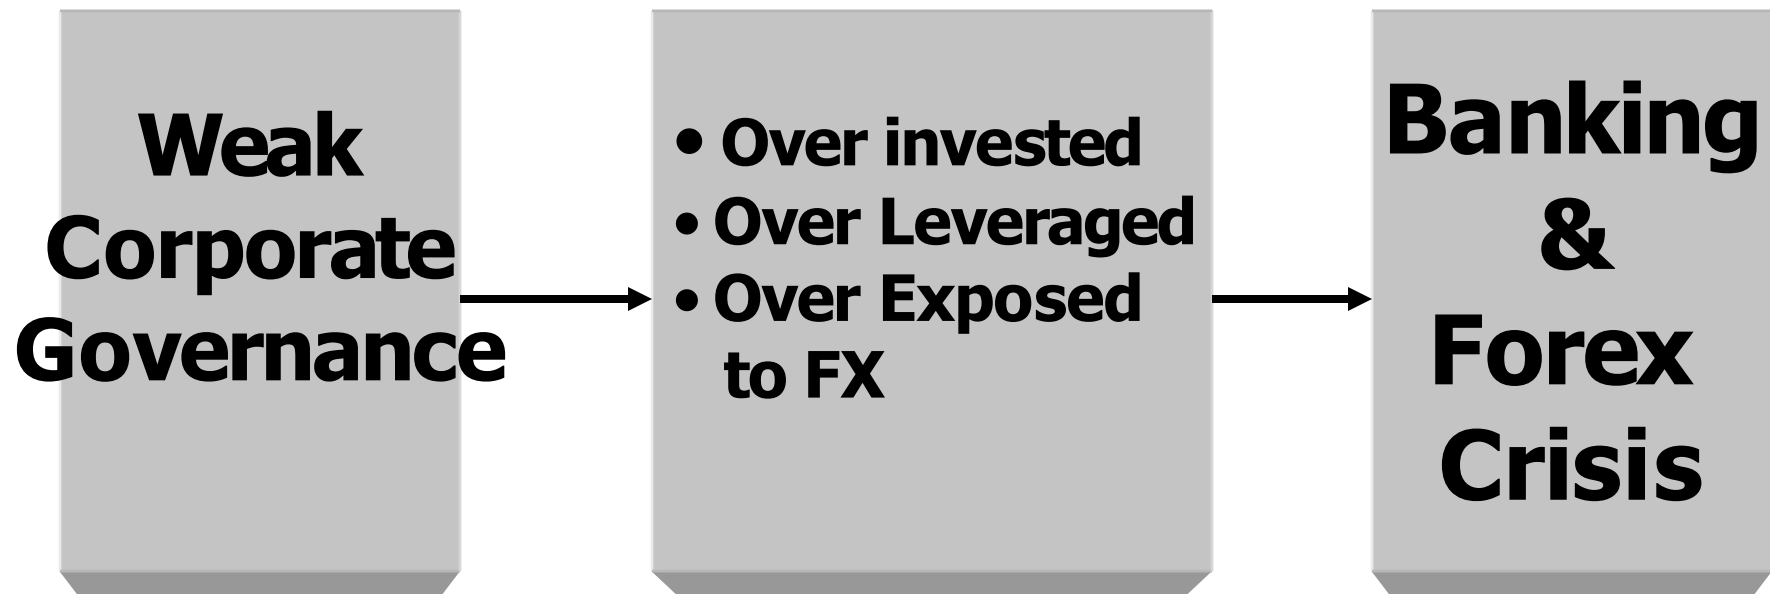 Weak
Corporate
Governance
• Over invested
• Over Leveraged
• Over Exposed
to FX
Banking
&
Forex
Crisis